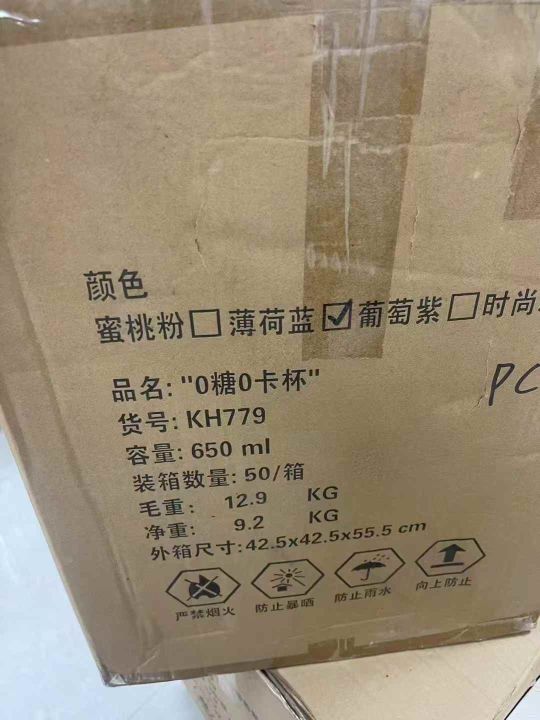 颜色
蜜桃粉□ 薄荷蓝☑ 葡萄紫□ 时尚
品名: "0糖0卡杯"
PC
货号: KH779
容量: 650 ml
装箱数量: 50/箱
毛重: 12.9 KG
净重: 9.2 KG
外箱尺寸: 42.5x42.5x55.5 cm
严禁烟火 防止暴晒 防止雨水 向上防止